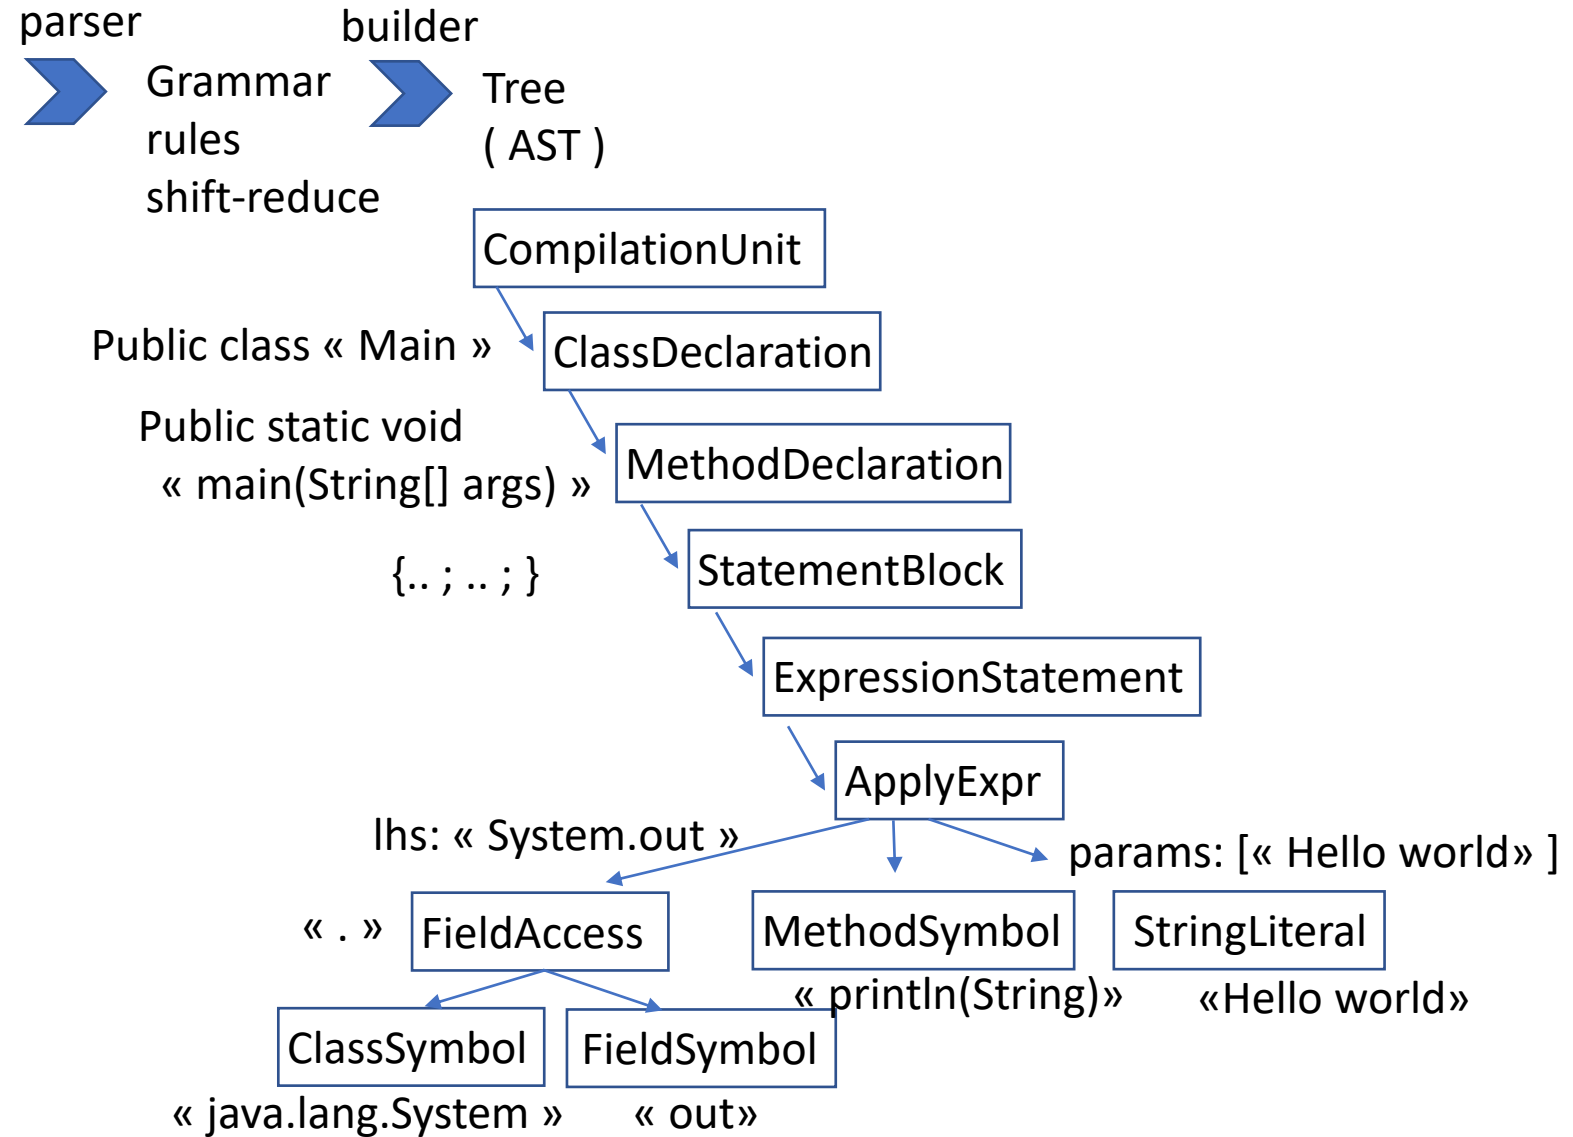 parser
builder
Grammar
rules
shift-reduce
Tree
( AST )
CompilationUnit
Public class « Main »
ClassDeclaration
Public static void
« main(String[] args) »
MethodDeclaration
{.. ; .. ; }
StatementBlock
ExpressionStatement
ApplyExpr
lhs: « System.out »
params: [« Hello world» ]
« . »
FieldAccess
MethodSymbol
StringLiteral
« println(String)»
«Hello world»
ClassSymbol
FieldSymbol
« java.lang.System »
« out»